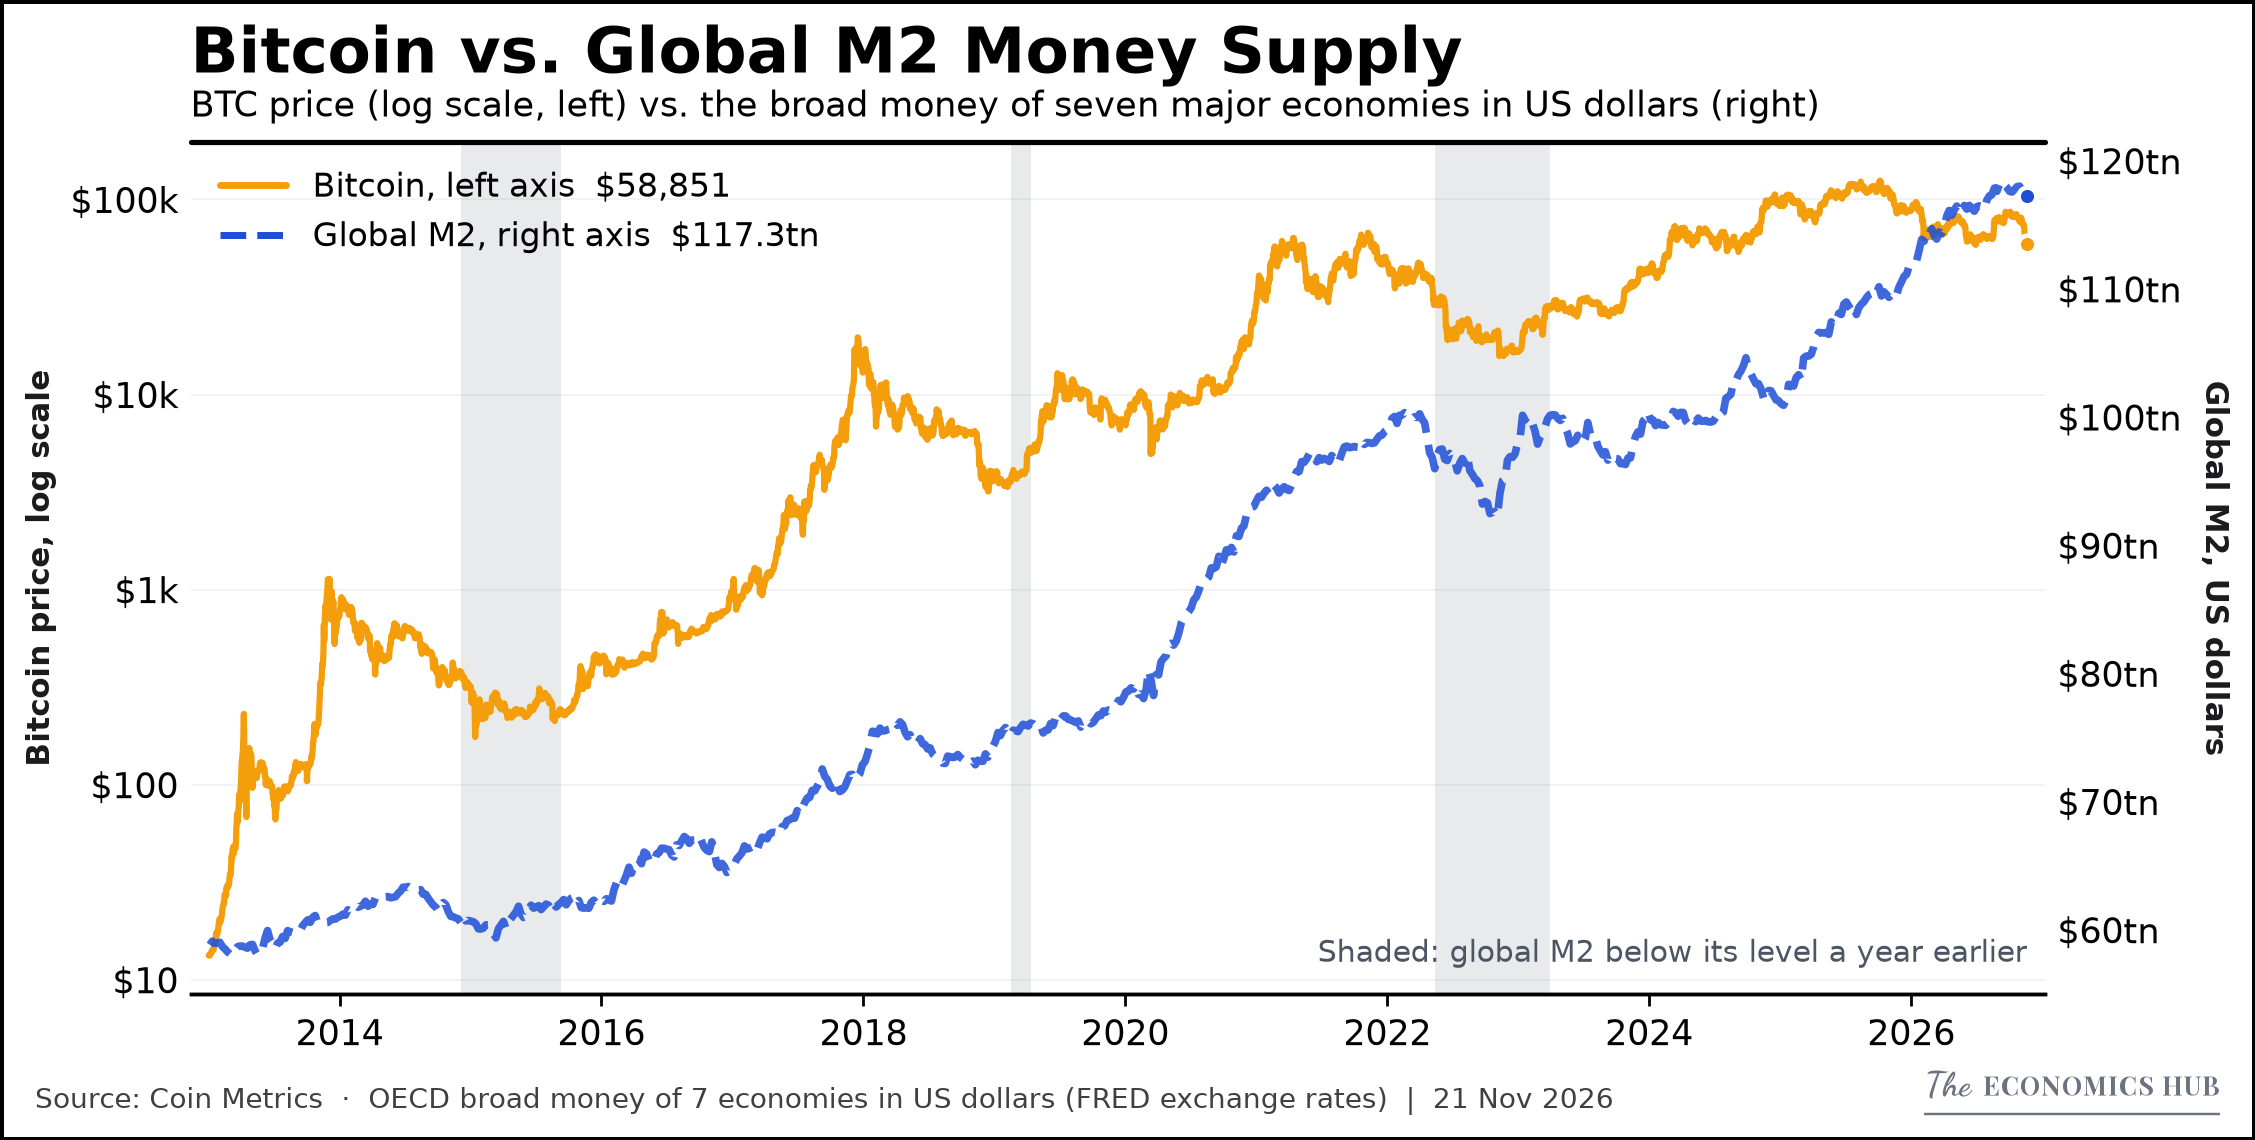 Bitcoin vs. Global M2 Money Supply
BTC price (log scale, left) vs. the broad money of seven major economies in US dollars (right)
Bitcoin, left axis $58,851
Global M2, right axis $117.3tn
Bitcoin price, log scale
$100k
$10k
$1k
$100
$10
$120tn
$110tn
$100tn
$90tn
$80tn
$70tn
$60tn
Global M2, US dollars
Shaded: global M2 below its level a year earlier
2014 2016 2018 2020 2022 2024 2026
Source: Coin Metrics · OECD broad money of 7 economies in US dollars (FRED exchange rates) | 21 Nov 2026
The ECONOMICS HUB